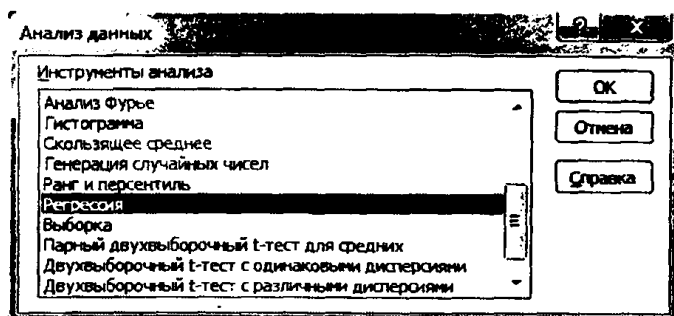 Анализ данных
Инструменты анализа
Анализ Фурье
Гистограмма
Скользящее среднее
Генерация случайных чисел
Ранг и персентиль
Регрессия
Выборка
Парный двухвыборочный t-тест для средних
Двухвыборочный t-тест с одинаковыми дисперсиями
Двухвыборочный t-тест с различными дисперсиями
ОК
Отмена
Справка